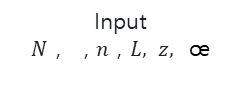 Input
N ,   , n , L, z,  œ